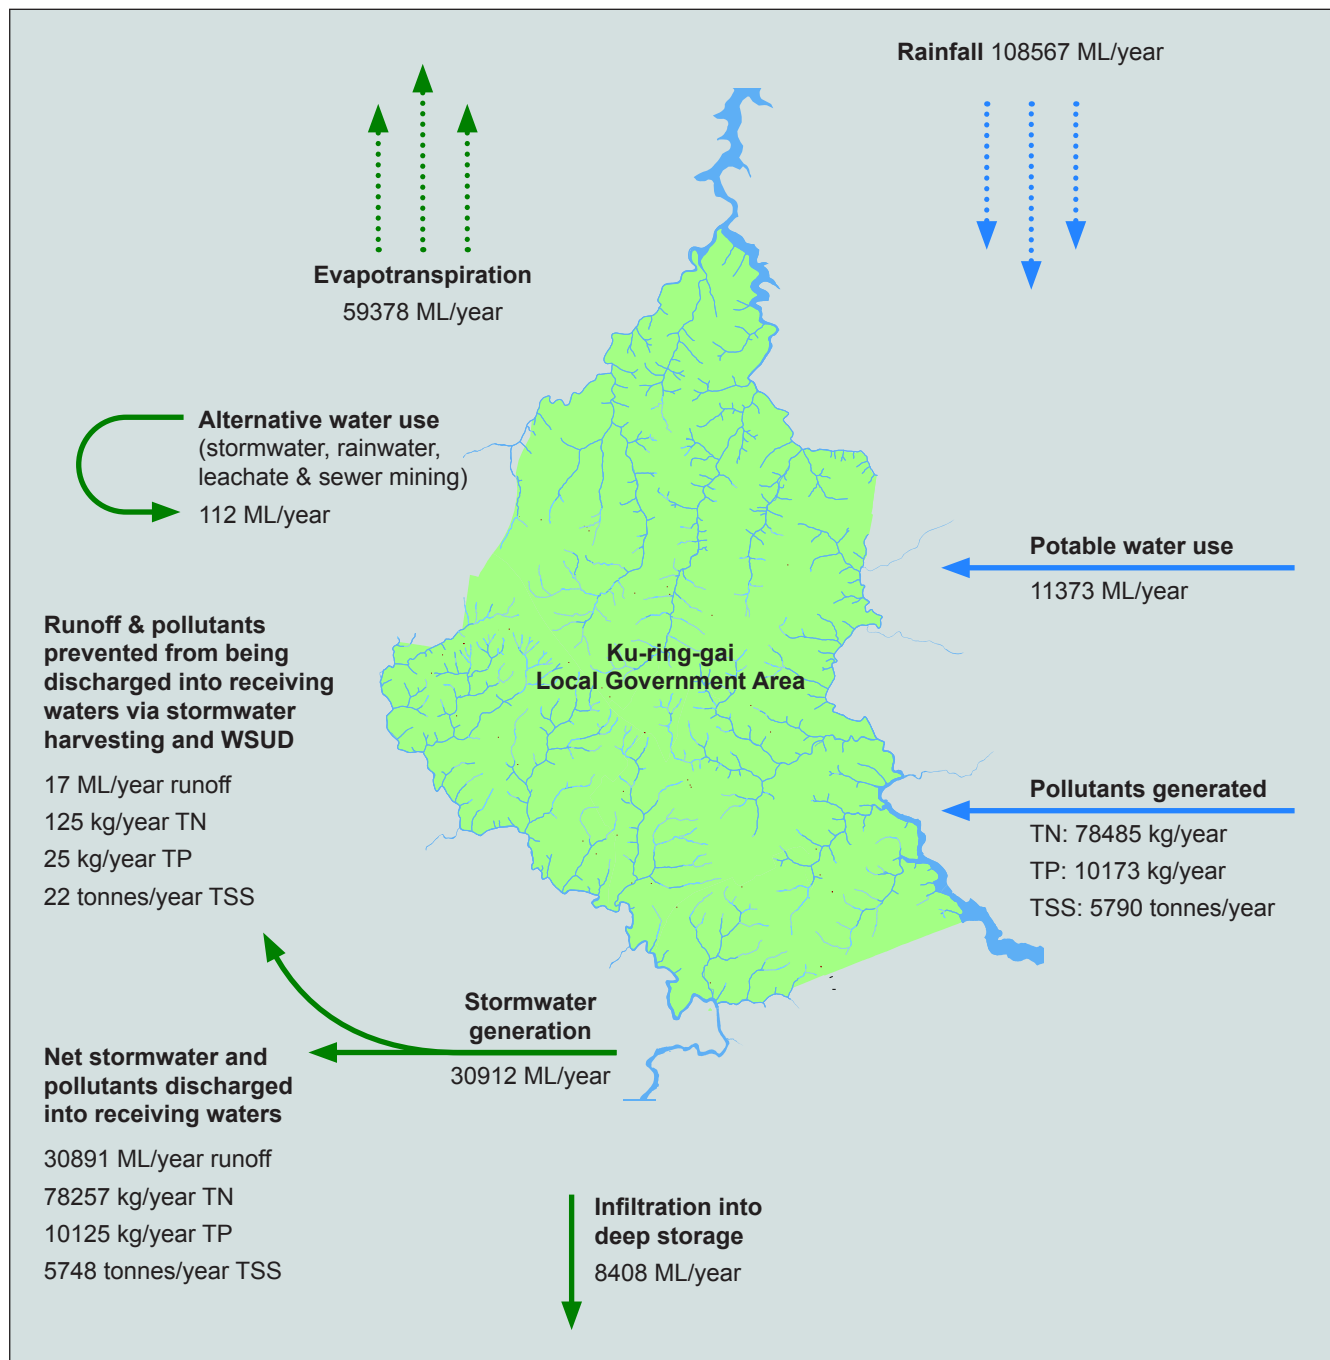 Rainfall 108567 ML/year
Evapotranspiration
59378 ML/year
Alternative water use
(stormwater, rainwater,
leachate & sewer mining)
112 ML/year
Potable water use
11373 ML/year
Runoff & pollutants
prevented from being
discharged into receiving
waters via stormwater
harvesting and WSUD
17 ML/year runoff
125 kg/year TN
25 kg/year TP
22 tonnes/year TSS
Ku-ring-gai
Local Government Area
Pollutants generated
TN: 78485 kg/year
TP: 10173 kg/year
TSS: 5790 tonnes/year
Stormwater
generation
30912 ML/year
Net stormwater and
pollutants discharged
into receiving waters
30891 ML/year runoff
78257 kg/year TN
10125 kg/year TP
5748 tonnes/year TSS
Infiltration into
deep storage
8408 ML/year